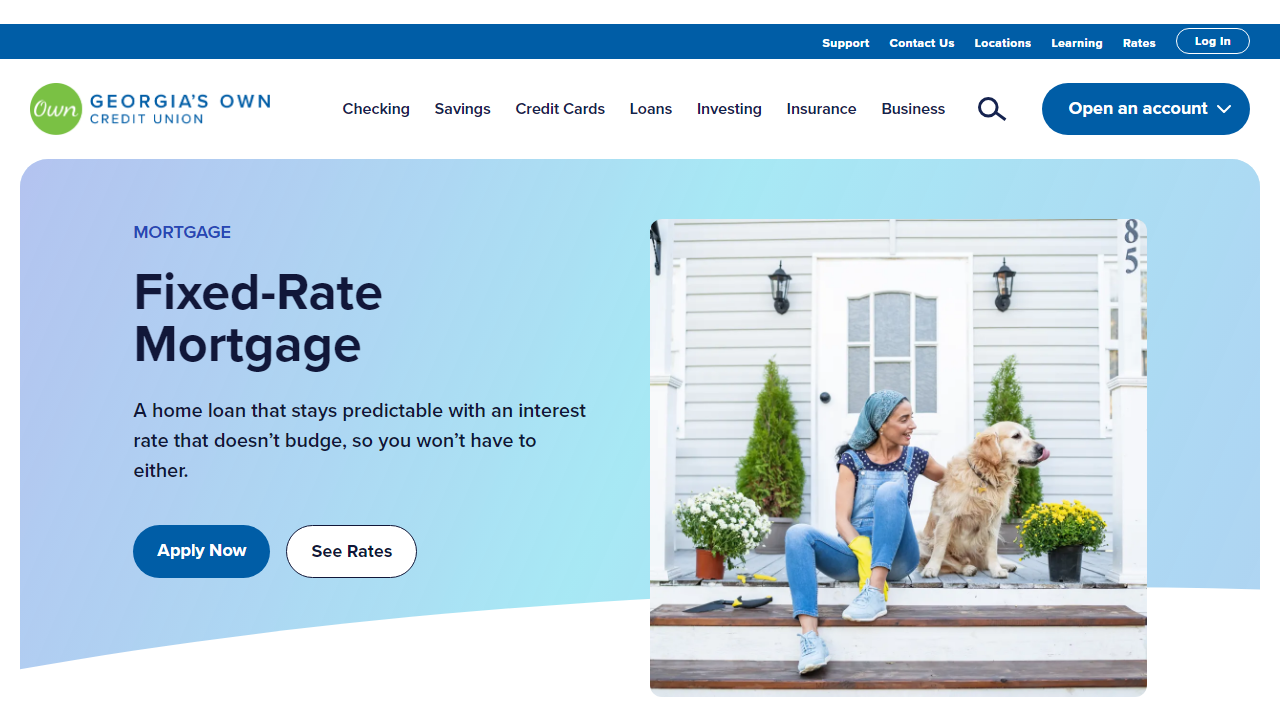 Support Contact Us Locations Learning Rates Log In
Own GEORGIA'S OWN
CREDIT UNION
Checking Savings Credit Cards Loans Investing Insurance Business Open an account
MORTGAGE
Fixed-Rate
Mortgage
A home loan that stays predictable with an interest
rate that doesn’t budge, so you won’t have to
either.
Apply Now See Rates
8
5